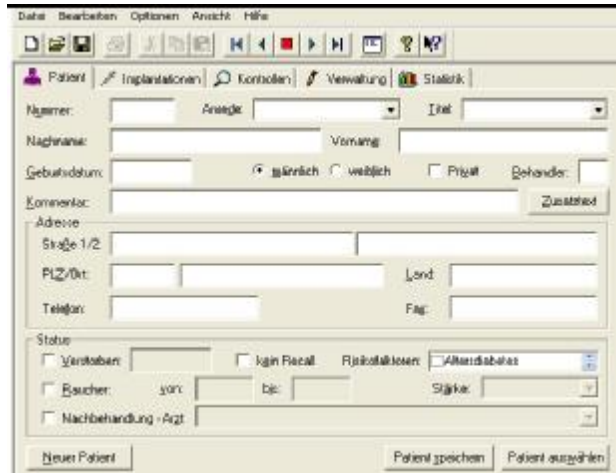 Datei Bearbeiten Optionen Ansicht Hilfe
Patient Implantationen Kontrollen Verwaltung Statistik
Nummer: Anrede: Titel:
Nachname: Vorname:
Geburtsdatum: männlich weiblich Privat Behandler:
Kommentar: Zusatztext
Adresse
Straße 1/2:
PLZ/Ort: Land:
Telefon: Fax:
Status
Verstorben: kein Recall Risikofaktoren: Altersdiabetes
Raucher: von: bis: Stärke:
Nachbehandlung - Arzt
Neuer Patient Patient speichern Patient auswählen